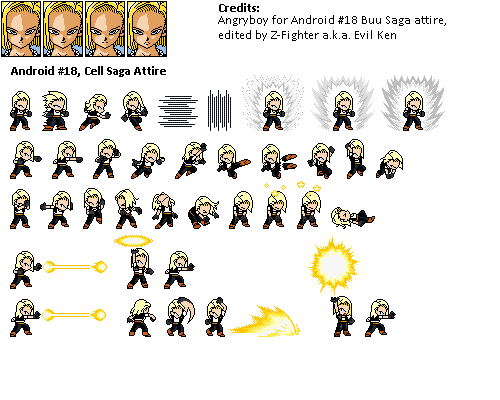 Credits:
Angryboy for Android #18 Buu Saga attire,
edited by Z-Fighter a.k.a. Evil Ken
Android #18, Cell Saga Attire